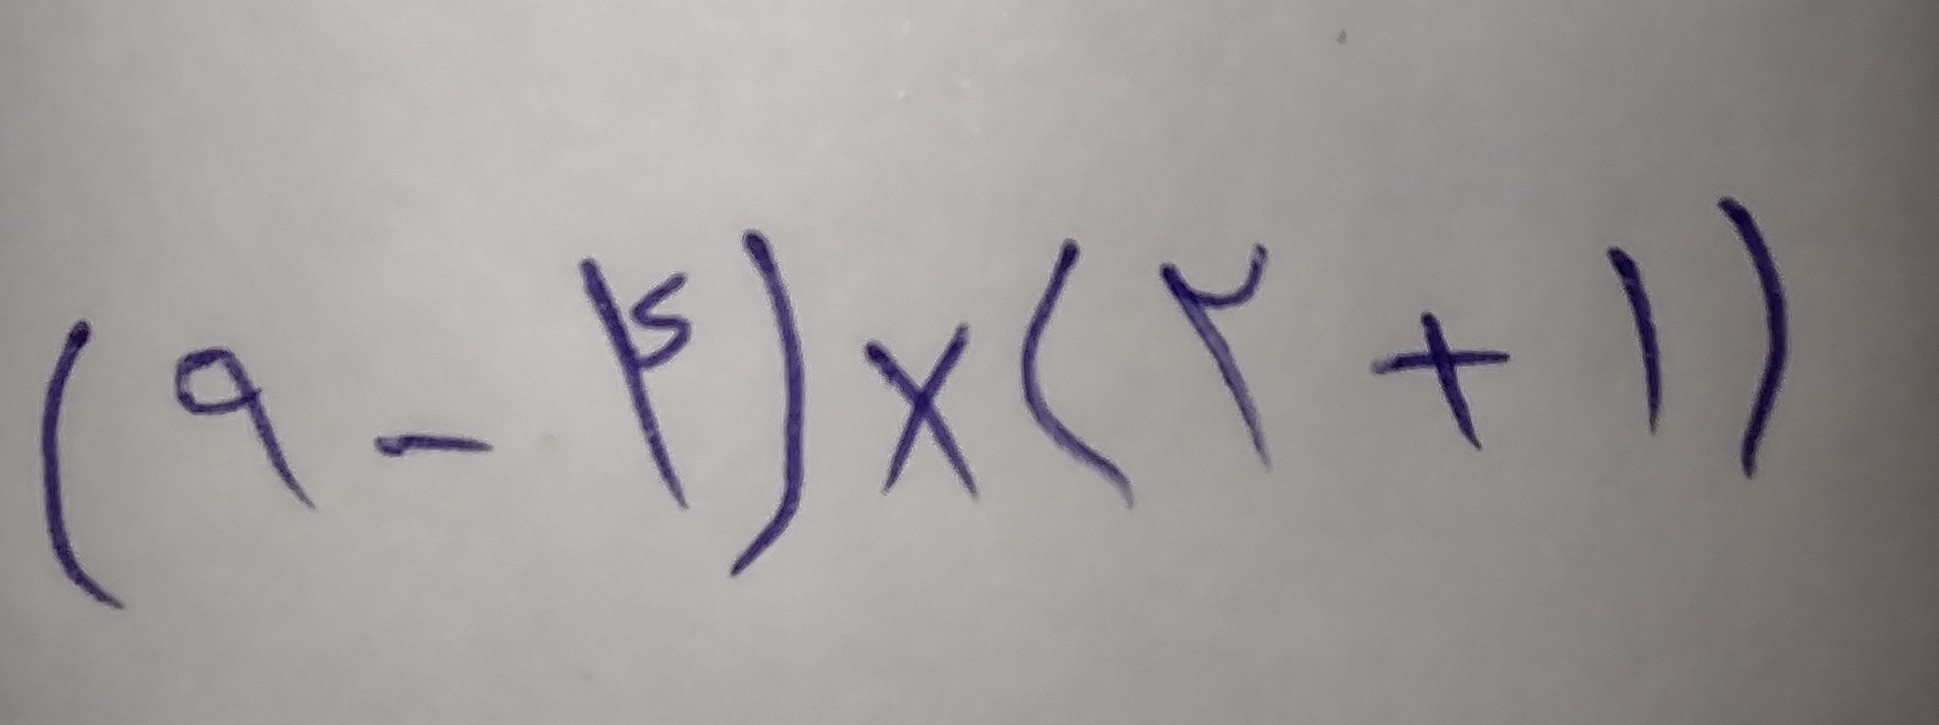 (۹ - ۴) × (۲ + ۱)